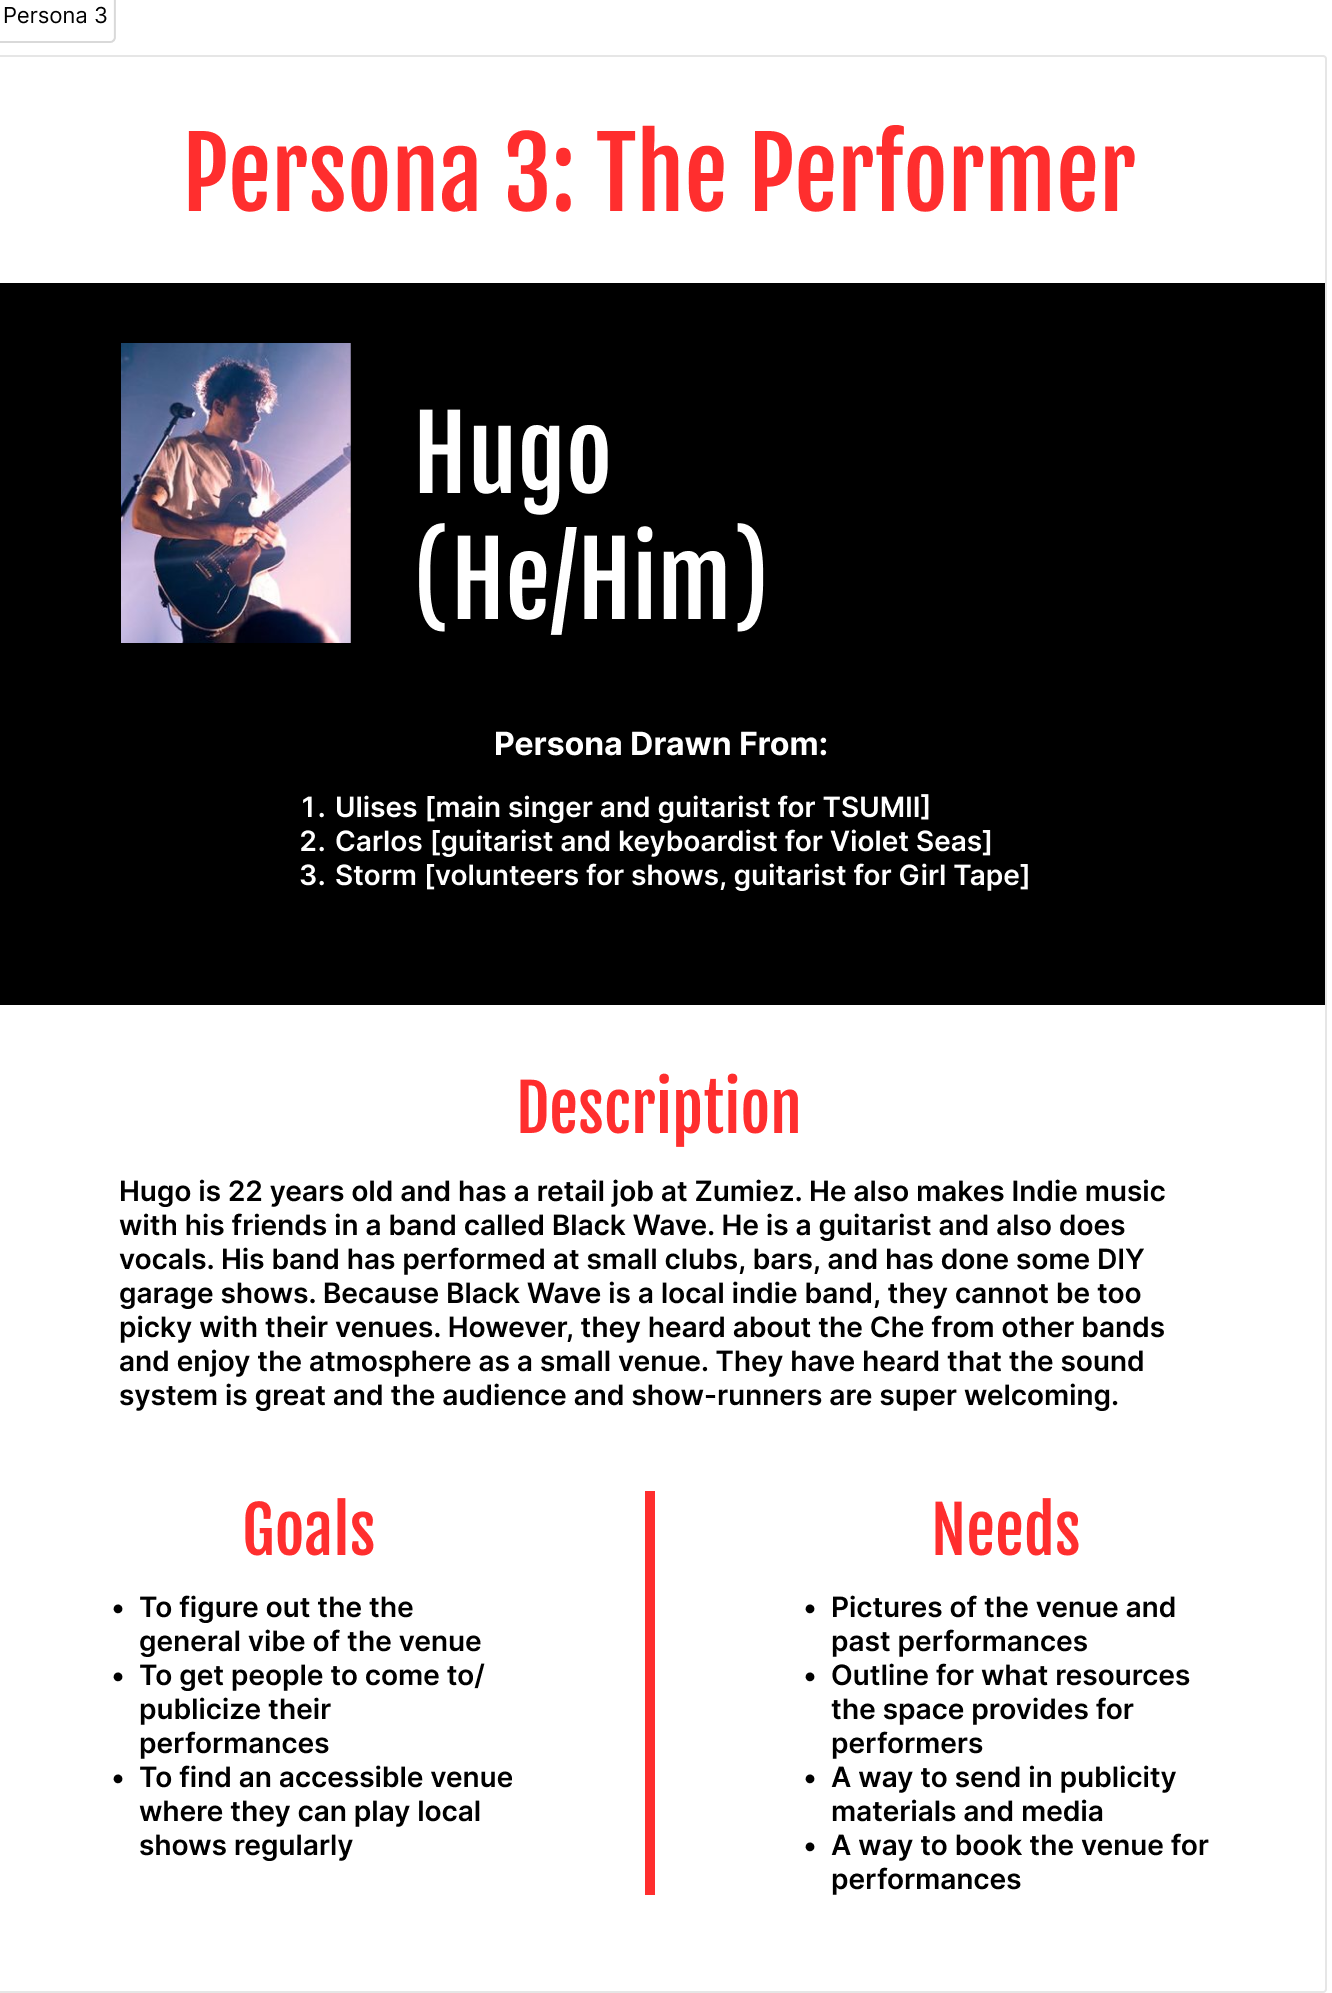 Persona 3
Persona 3: The Performer
Hugo
(He/Him)
Persona Drawn From:
1. Ulises [main singer and guitarist for TSUMII]
2. Carlos [guitarist and keyboardist for Violet Seas]
3. Storm [volunteers for shows, guitarist for Girl Tape]
Description
Hugo is 22 years old and has a retail job at Zumiez. He also makes Indie music
with his friends in a band called Black Wave. He is a guitarist and also does
vocals. His band has performed at small clubs, bars, and has done some DIY
garage shows. Because Black Wave is a local indie band, they cannot be too
picky with their venues. However, they heard about the Che from other bands
and enjoy the atmosphere as a small venue. They have heard that the sound
system is great and the audience and show-runners are super welcoming.
Goals
• To figure out the the
general vibe of the venue
• To get people to come to/
publicize their
performances
• To find an accessible venue
where they can play local
shows regularly
Needs
• Pictures of the venue and
past performances
• Outline for what resources
the space provides for
performers
• A way to send in publicity
materials and media
• A way to book the venue for
performances